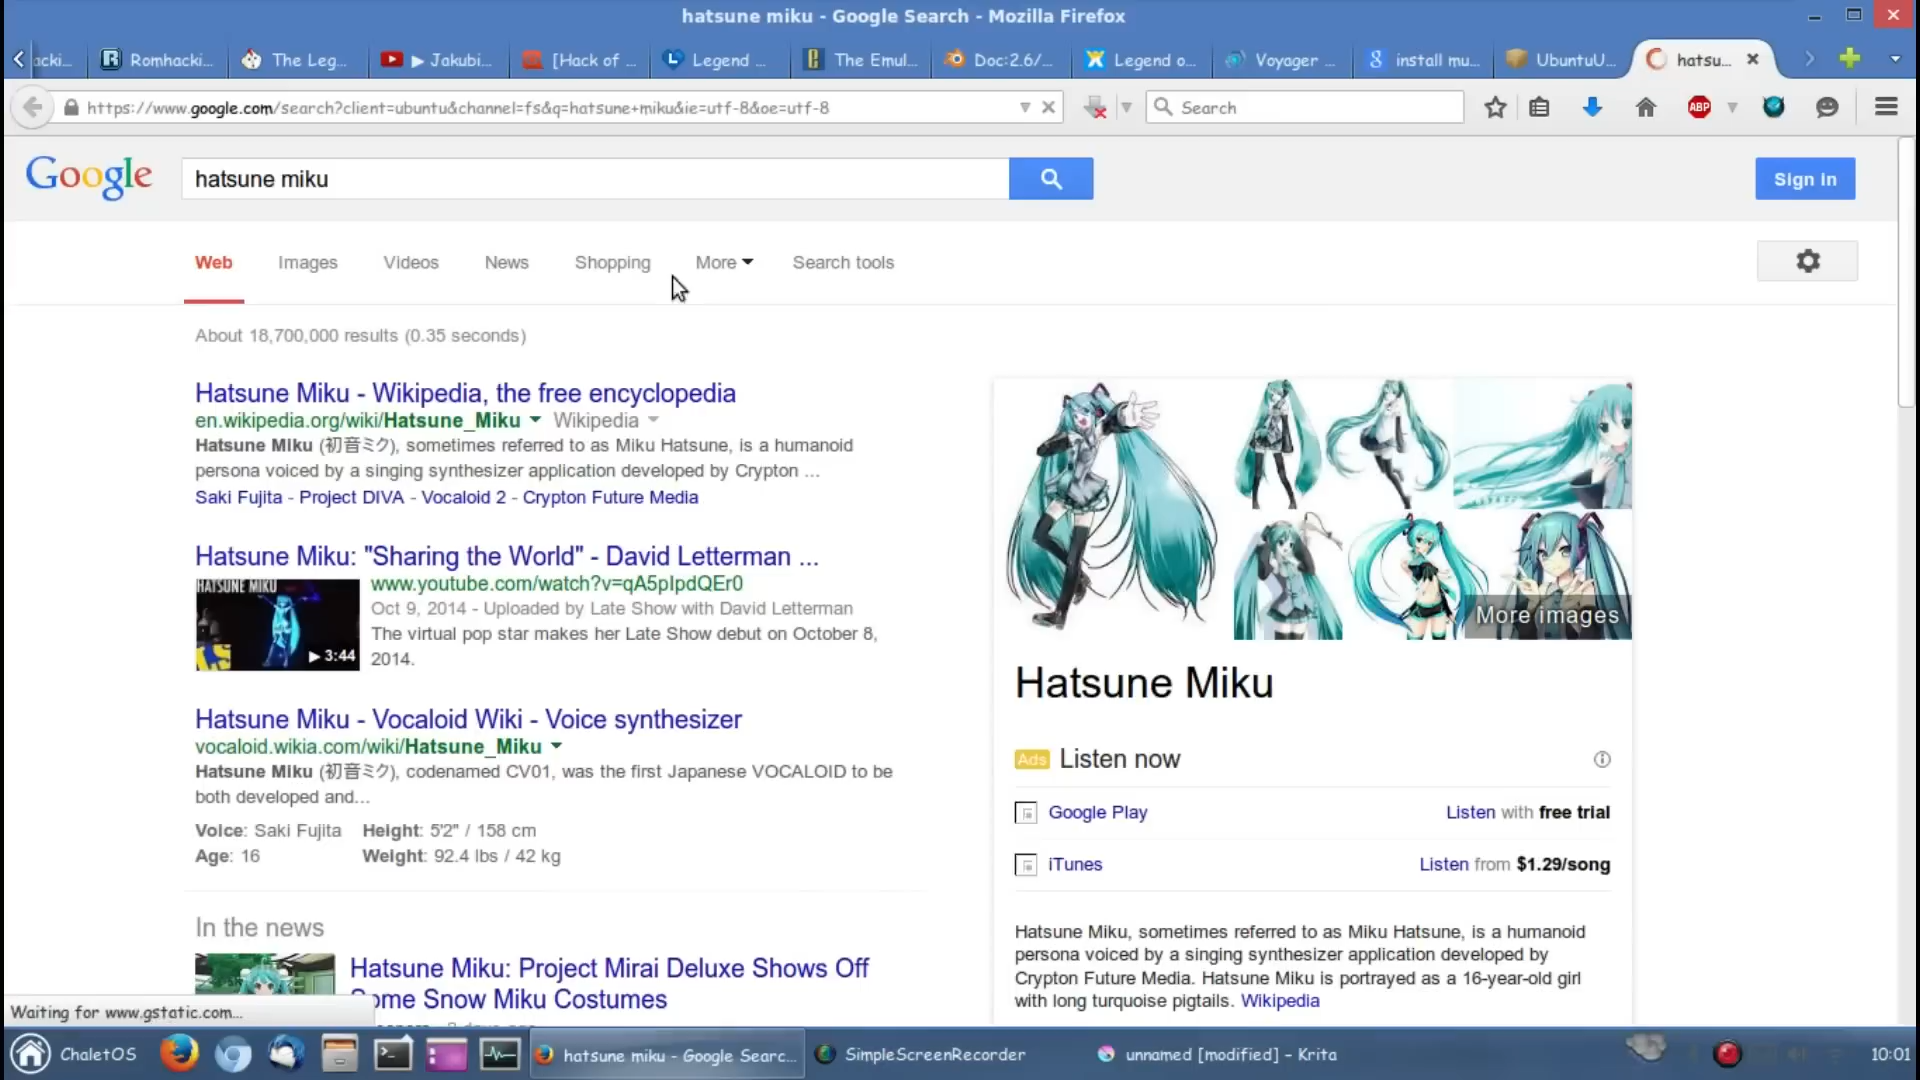 hatsune miku - Google Search - Mozilla Firefox
acki...
Romhacki...
The Leg...
▶ Jakubi...
[Hack of ...
Legend ...
The Emul...
Doc:2.6/...
Legend o...
Voyager ...
install mu...
UbuntuU...
hatsu...
https://www.google.com/search?client=ubuntu&channel=fs&q=hatsune+miku&ie=utf-8&oe=utf-8
Search
ABP
Google
hatsune miku
Sign in
Web
Images
Videos
News
Shopping
More
Search tools
About 18,700,000 results (0.35 seconds)
Hatsune Miku - Wikipedia, the free encyclopedia
en.wikipedia.org/wiki/Hatsune_Miku Wikipedia
Hatsune Miku (初音ミク), sometimes referred to as Miku Hatsune, is a humanoid
persona voiced by a singing synthesizer application developed by Crypton ...
Saki Fujita - Project DIVA - Vocaloid 2 - Crypton Future Media
Hatsune Miku: "Sharing the World" - David Letterman ...
HATSUNE MIKU
▶ 3:44
www.youtube.com/watch?v=qA5pIpdQEr0
Oct 9, 2014 - Uploaded by Late Show with David Letterman
The virtual pop star makes her Late Show debut on October 8,
2014.
Hatsune Miku - Vocaloid Wiki - Voice synthesizer
vocaloid.wikia.com/wiki/Hatsune_Miku
Hatsune Miku (初音ミク), codenamed CV01, was the first Japanese VOCALOID to be
both developed and...
Voice: Saki Fujita Height: 5'2" / 158 cm
Age: 16 Weight: 92.4 lbs / 42 kg
In the news
Hatsune Miku: Project Mirai Deluxe Shows Off
Some Snow Miku Costumes
More images
Hatsune Miku
Ads Listen now
Google Play
Listen with free trial
iTunes
Listen from $1.29/song
Hatsune Miku, sometimes referred to as Miku Hatsune, is a humanoid
persona voiced by a singing synthesizer application developed by
Crypton Future Media. Hatsune Miku is portrayed as a 16-year-old girl
with long turquoise pigtails. Wikipedia
Waiting for www.gstatic.com...
ChaletOS
hatsune miku - Google Searc...
SimpleScreenRecorder
unnamed [modified] – Krita
10:01